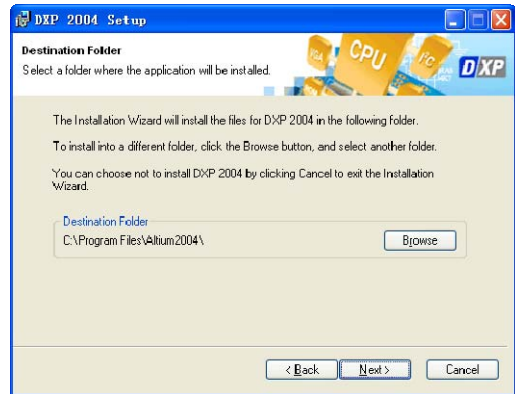 DXP 2004 Setup
Destination Folder
Select a folder where the application will be installed.
CPU
DXP
The Installation Wizard will install the files for DXP 2004 in the following folder.
To install into a different folder, click the Browse button, and select another folder.
You can choose not to install DXP 2004 by clicking Cancel to exit the Installation
Wizard.
Destination Folder
C:\Program Files\Altium2004\
Browse
< Back
Next >
Cancel